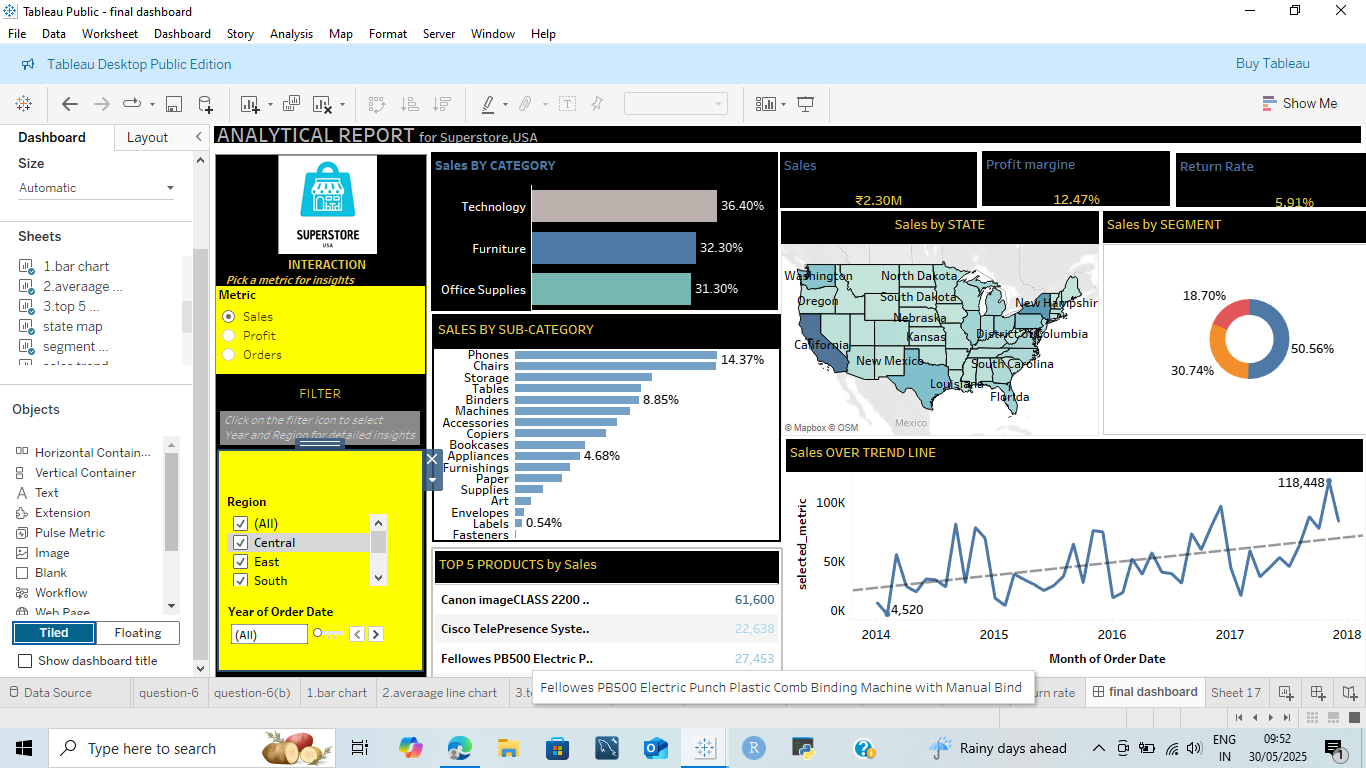 Tableau Public - final dashboard
File Data Worksheet Dashboard Story Analysis Map Format Server Window Help
Tableau Desktop Public Edition
Buy Tableau
Show Me
Dashboard
Layout
Size
Automatic
Sheets
1.bar chart
2.averaage ...
3.top 5 ...
state map
segment ...
Objects
Horizontal Contain...
Vertical Container
Text
Extension
Pulse Metric
Image
Blank
Workflow
Web Page
Tiled
Floating
Show dashboard title
ANALYTICAL REPORT for Superstore,USA
SUPERSTORE
USA
INTERACTION
Pick a metric for insights
Metric
Sales
Profit
Orders
FILTER
Click on the filter icon to select
Year and Region for detailed insights
Region
(All)
Central
East
South
Year of Order Date
(All)
Sales BY CATEGORY
Technology 36.40%
Furniture 32.30%
Office Supplies 31.30%
SALES BY SUB-CATEGORY
Phones 14.37%
Chairs
Storage
Tables
Binders 8.85%
Machines
Accessories
Copiers
Bookcases
Appliances 4.68%
Furnishings
Paper
Supplies
Art
Envelopes
Labels 0.54%
Fasteners
TOP 5 PRODUCTS by Sales
Canon imageCLASS 2200 .. 61,600
Cisco TelePresence Syste.. 22,638
Fellowes PB500 Electric P.. 27,453
Fellowes PB500 Electric Punch Plastic Comb Binding Machine with Manual Bind
Sales
₹2.30M
Profit margine
12.47%
Return Rate
5.91%
Sales by STATE
Washington
North Dakota
Oregon
South Dakota
New Hampshir
Nebraska
Kansas
District of Columbia
California
New Mexico
South Carolina
Louisiana
Florida
Mexico
© Mapbox © OSM
Sales by SEGMENT
18.70%
50.56%
30.74%
Sales OVER TREND LINE
selected_metric
100K
50K
0K
118,448
4,520
2014 2015 2016 2017 2018
Month of Order Date
Data Source
question-6
question-6(b)
1.bar chart
2.averaage line chart
final dashboard
Sheet 17
Type here to search
Rainy days ahead
ENG
IN
09:52
30/05/2025
1